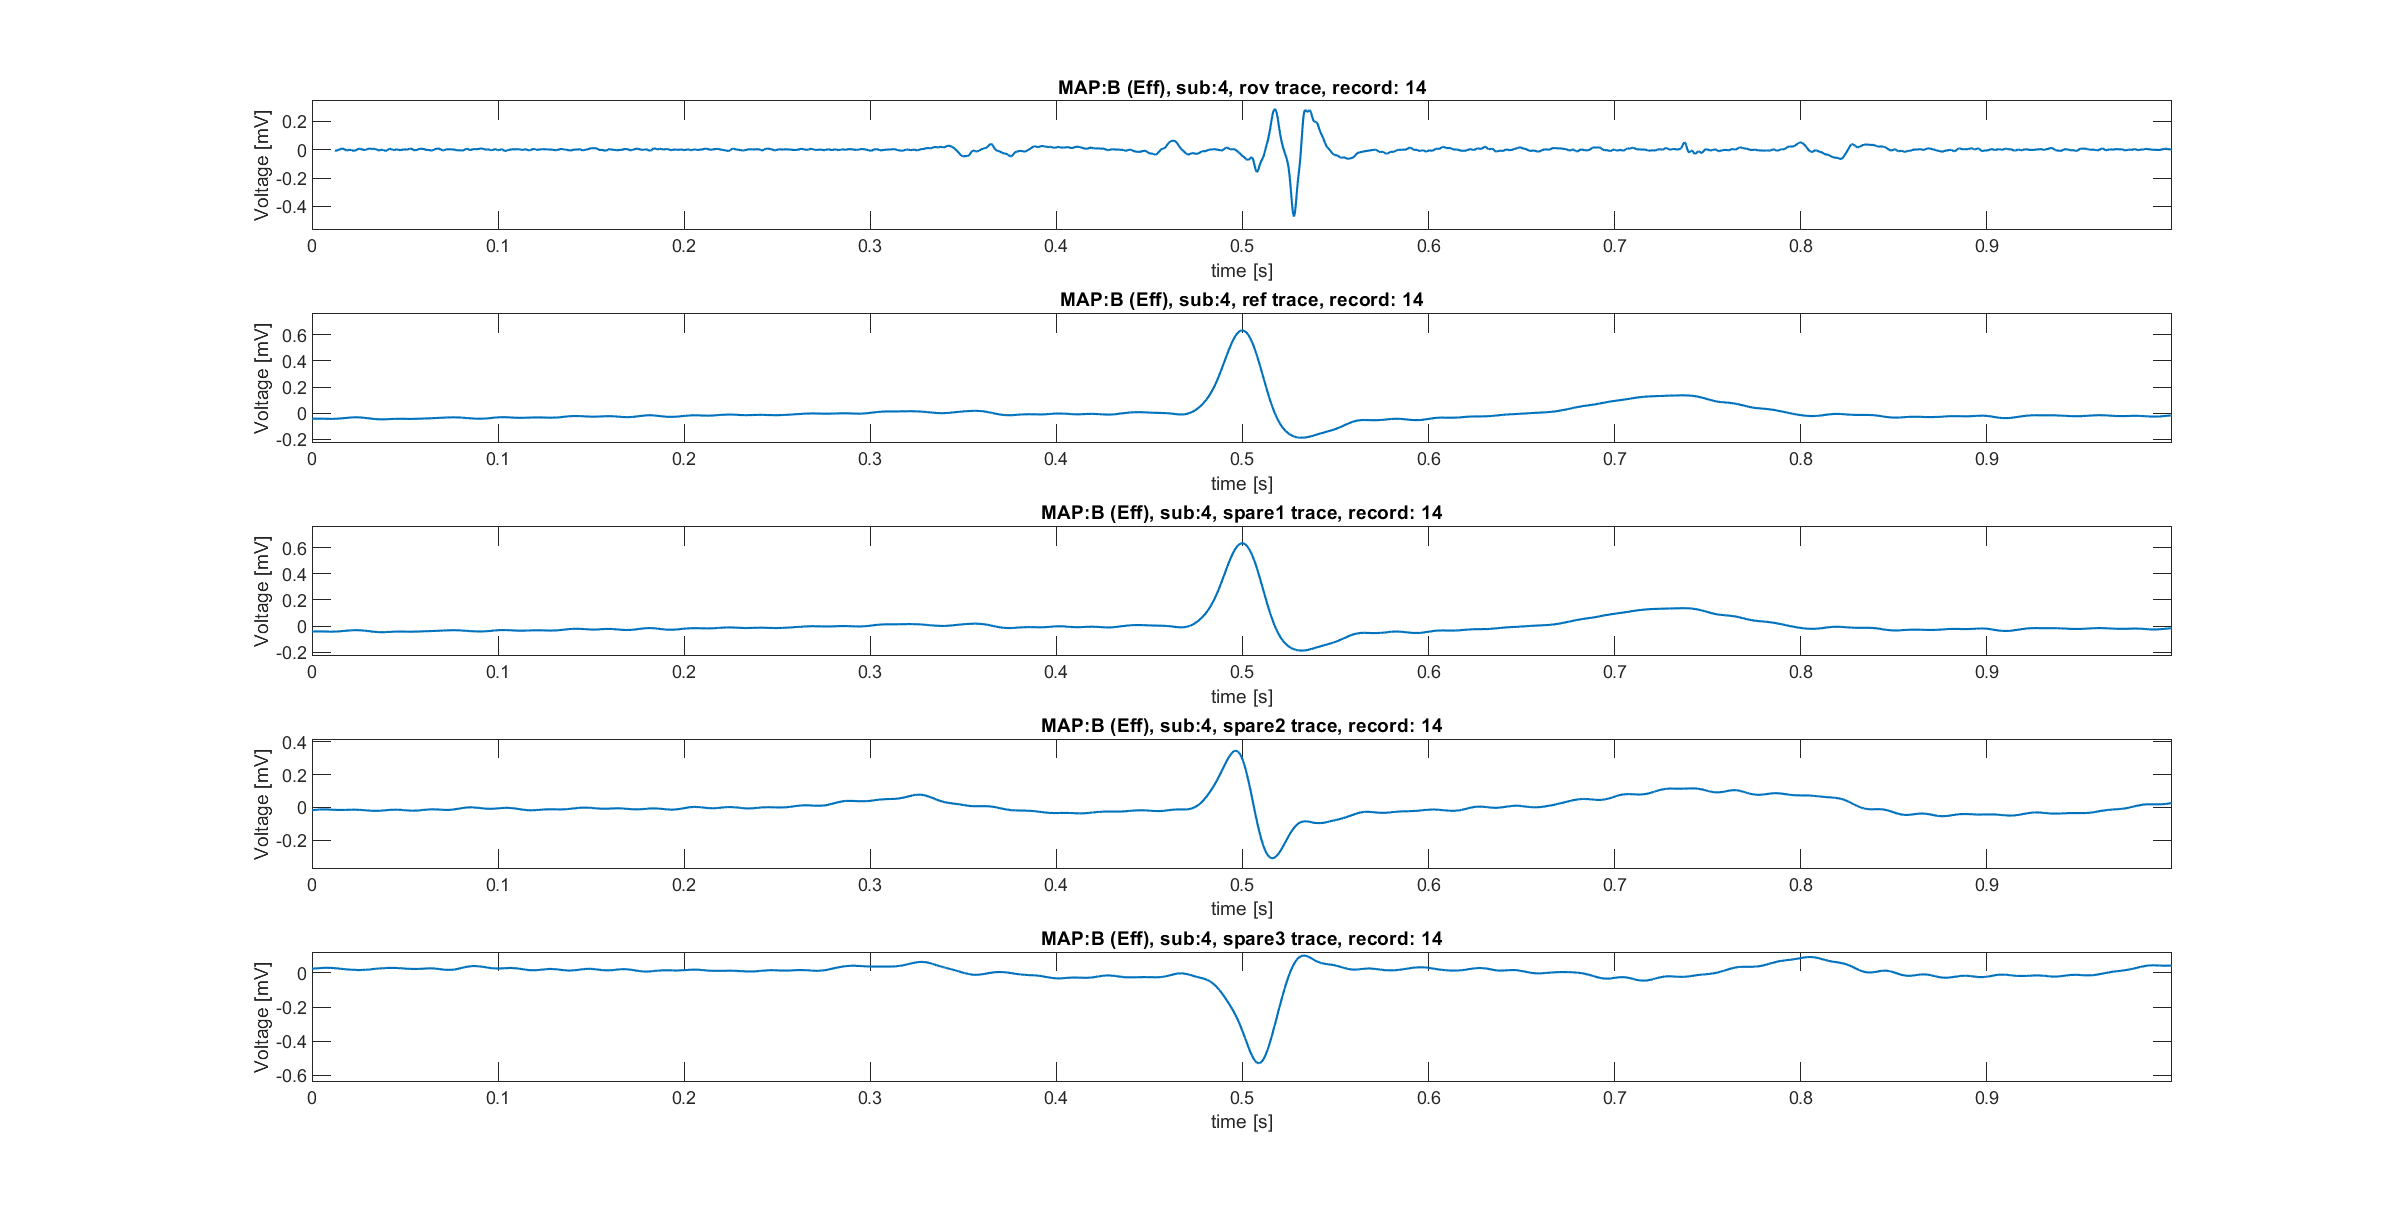 MAP:B (Eff), sub:4, rov trace, record: 14
Voltage [mV]
0.2
0
-0.2
-0.4
0 0.1 0.2 0.3 0.4 0.5 0.6 0.7 0.8 0.9
time [s]
MAP:B (Eff), sub:4, ref trace, record: 14
Voltage [mV]
0.6
0.4
0.2
0
-0.2
0 0.1 0.2 0.3 0.4 0.5 0.6 0.7 0.8 0.9
time [s]
MAP:B (Eff), sub:4, spare1 trace, record: 14
Voltage [mV]
0.6
0.4
0.2
0
-0.2
0 0.1 0.2 0.3 0.4 0.5 0.6 0.7 0.8 0.9
time [s]
MAP:B (Eff), sub:4, spare2 trace, record: 14
Voltage [mV]
0.4
0.2
0
-0.2
0 0.1 0.2 0.3 0.4 0.5 0.6 0.7 0.8 0.9
time [s]
MAP:B (Eff), sub:4, spare3 trace, record: 14
Voltage [mV]
0
-0.2
-0.4
-0.6
0 0.1 0.2 0.3 0.4 0.5 0.6 0.7 0.8 0.9
time [s]